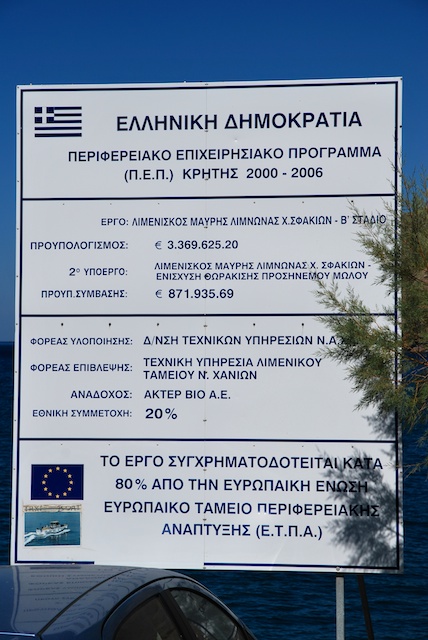 ΕΛΛΗΝΙΚΗ ΔΗΜΟΚΡΑΤΙΑ
ΠΕΡΙΦΕΡΕΙΑΚΟ ΕΠΙΧΕΙΡΗΣΙΑΚΟ ΠΡΟΓΡΑΜΜΑ
(Π.Ε.Π.) ΚΡΗΤΗΣ 2000 - 2006
ΕΡΓΟ: ΛΙΜΕΝΙΣΚΟΣ ΜΑΥΡΗΣ ΛΙΜΝΩΝΑΣ Χ.ΣΦΑΚΙΩΝ - Β' ΣΤΑΔΙΟ
ΠΡΟΥΠΟΛΟΓΙΣΜΟΣ: € 3.369.625.20
2º ΥΠΟΕΡΓΟ: ΛΙΜΕΝΙΣΚΟΣ ΜΑΥΡΗΣ ΛΙΜΝΩΝΑΣ Χ. ΣΦΑΚΙΩΝ -
ΕΝΙΣΧΥΣΗ ΘΩΡΑΚΙΣΗΣ ΠΡΟΣΗΝΕΜΟΥ ΜΩΛΟΥ
ΠΡΟΥΠ.ΣΥΜΒΑΣΗΣ: € 871.935.69
ΦΟΡΕΑΣ ΥΛΟΠΟΙΗΣΗΣ: Δ/ΝΣΗ ΤΕΧΝΙΚΩΝ ΥΠΗΡΕΣΙΩΝ
ΦΟΡΕΑΣ ΕΠΙΒΛΕΨΗΣ: ΤΕΧΝΙΚΗ ΥΠΗΡΕΣΙΑ ΛΙΜΕΝΙΚΟΥ
ΤΑΜΕΙΟΥ Ν. ΧΑΝΙΩΝ
ΑΝΑΔΟΧΟΣ: ΑΚΤΕΡ ΒΙΟ Α.Ε.
ΕΘΝΙΚΗ ΣΥΜΜΕΤΟΧΗ: 20%
ΤΟ ΕΡΓΟ ΣΥΓΧΡΗΜΑΤΟΔΟΤΕΙΤΑΙ ΚΑΤΑ
80% ΑΠΟ ΤΗΝ ΕΥΡΩΠΑΙΚΗ ΕΝΩΣΗ
ΕΥΡΩΠΑΙΚΟ ΤΑΜΕΙΟ ΠΕΡΙΦΕΡΕΙΑΚΗΣ
ΑΝΑΠΤΥΞΗΣ (Ε.Τ.Π.Α.)